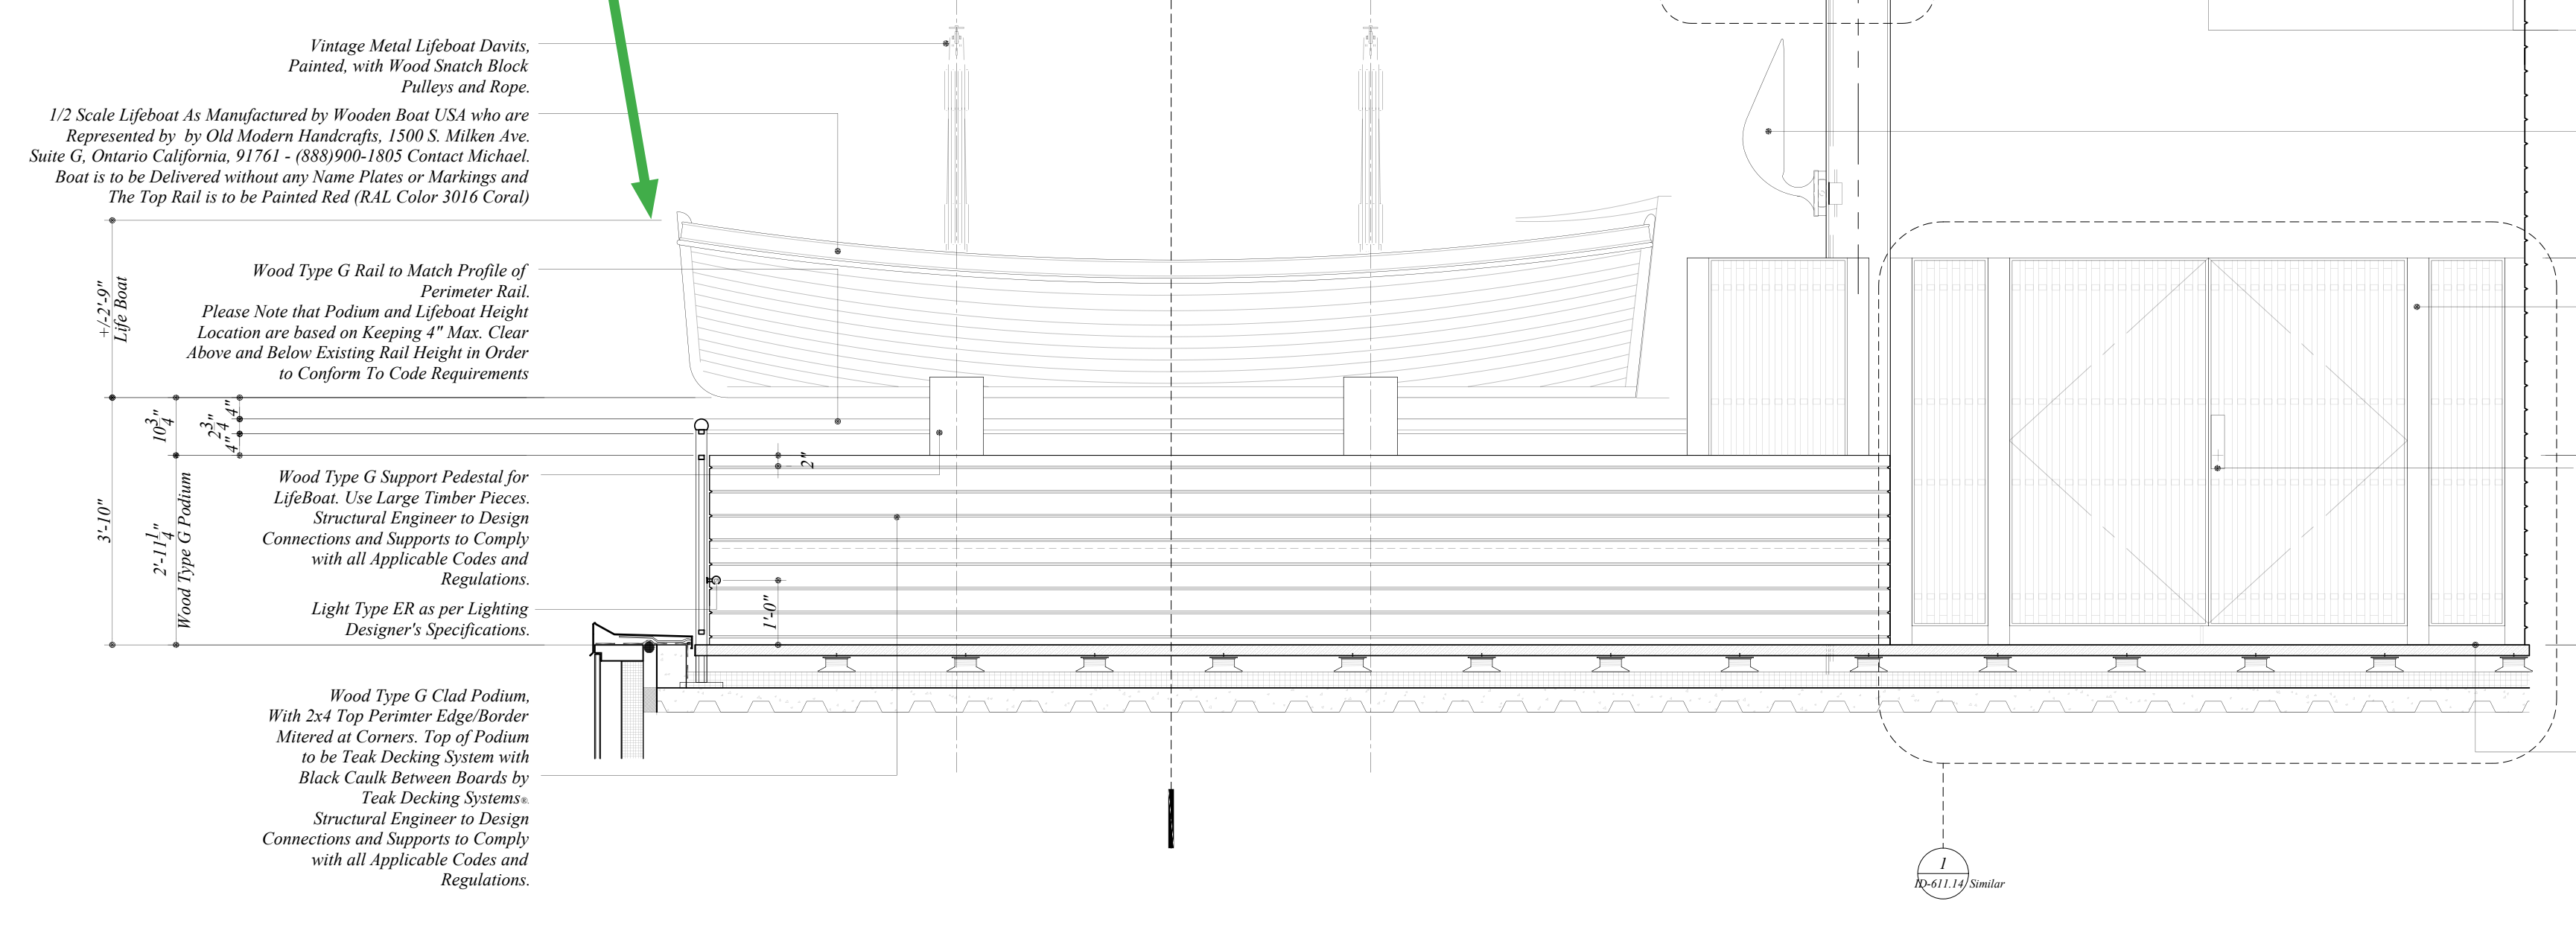 Vintage Metal Lifeboat Davits,
Painted, with Wood Snatch Block
Pulleys and Rope.
1/2 Scale Lifeboat As Manufactured by Wooden Boat USA who are
Represented by by Old Modern Handcrafts, 1500 S. Milken Ave.
Suite G, Ontario California, 91761 - (888)900-1805 Contact Michael.
Boat is to be Delivered without any Name Plates or Markings and
The Top Rail is to be Painted Red (RAL Color 3016 Coral)
+/-2'-9"
Life Boat
Wood Type G Rail to Match Profile of
Perimeter Rail.
Please Note that Podium and Lifeboat Height
Location are based on Keeping 4" Max. Clear
Above and Below Existing Rail Height in Order
to Conform To Code Requirements
4"
2 3/4"
4"
10 3/4"
2"
3'-10"
2'-11 1/4"
Wood Type G Podium
Wood Type G Support Pedestal for
LifeBoat. Use Large Timber Pieces.
Structural Engineer to Design
Connections and Supports to Comply
with all Applicable Codes and
Regulations.
1'-0"
Light Type ER as per Lighting
Designer's Specifications.
Wood Type G Clad Podium,
With 2x4 Top Perimter Edge/Border
Mitered at Corners. Top of Podium
to be Teak Decking System with
Black Caulk Between Boards by
Teak Decking Systems®.
Structural Engineer to Design
Connections and Supports to Comply
with all Applicable Codes and
Regulations.
1
ID-611.14 Similar